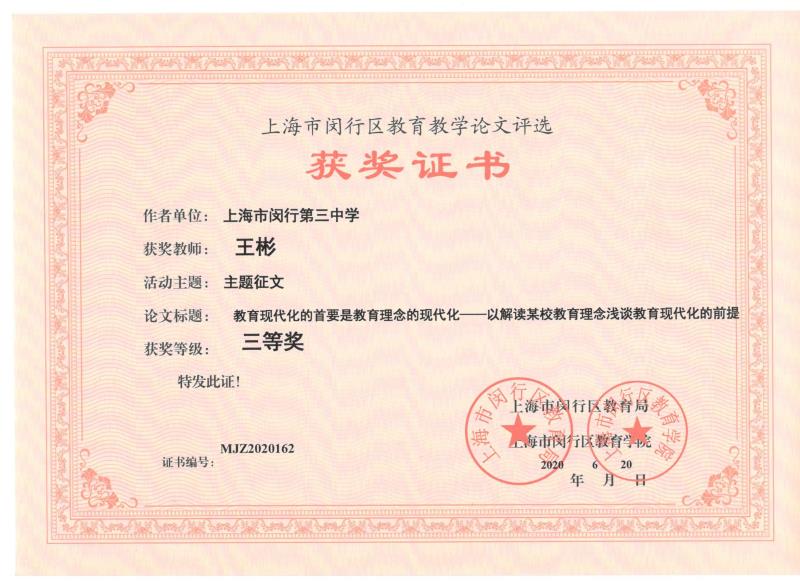 上海市闵行区教育教学论文评选
获奖证书
作者单位：上海市闵行第三中学
获奖教师：王彬
活动主题：主题征文
论文标题：教育现代化的首要是教育理念的现代化——以解读某校教育理念浅谈教育现代化的前提
获奖等级：三等奖
特发此证！
上海市闵行区教育局
上海市闵行区教育学院
证书编号：MJZ2020162
2020年6月20日
上海市闵行区教育局
上海市闵行区教育学院